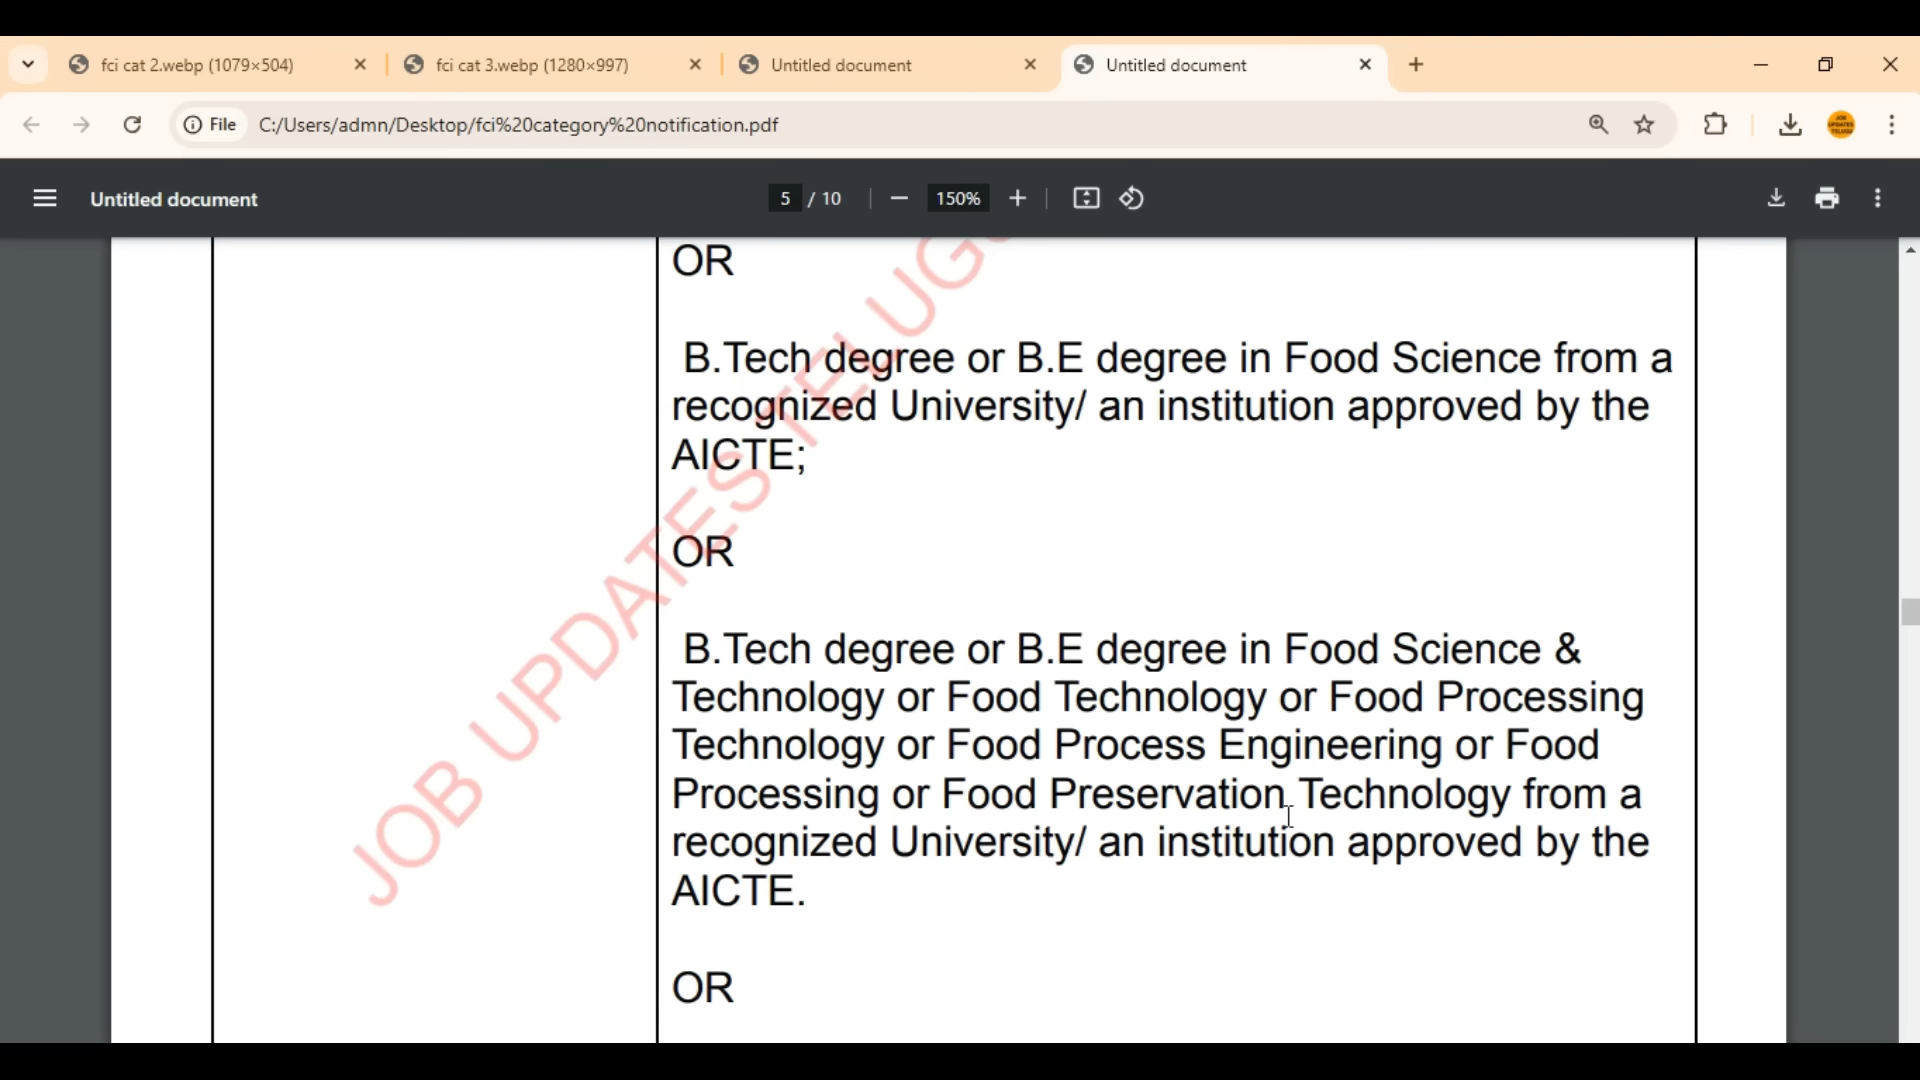 fci cat 2.webp (1079×504)
fci cat 3.webp (1280×997)
Untitled document
Untitled document
File
C:/Users/admn/Desktop/fci%20category%20notification.pdf
JOB UPDATES TELUGU
Untitled document
5 / 10
150%
OR
B.Tech degree or B.E degree in Food Science from a
recognized University/ an institution approved by the
AICTE;
OR
B.Tech degree or B.E degree in Food Science &
Technology or Food Technology or Food Processing
Technology or Food Process Engineering or Food
Processing or Food Preservation Technology from a
recognized University/ an institution approved by the
AICTE.
OR
JOB UPDATES TELUGU